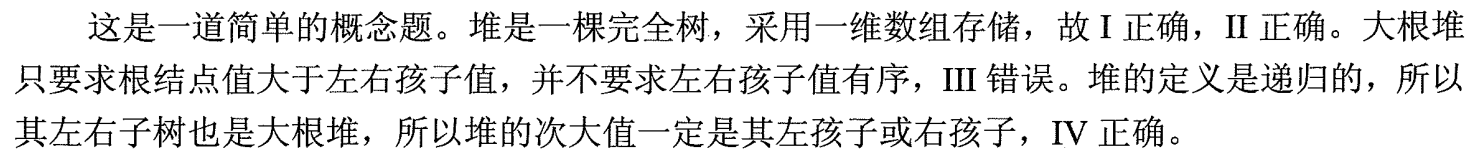 这是一道简单的概念题。堆是一棵完全树，采用一维数组存储，故 I 正确，II 正确。大根堆
只要求根结点值大于左右孩子值，并不要求左右孩子值有序，III 错误。堆的定义是递归的，所以
其左右子树也是大根堆，所以堆的次大值一定是其左孩子或右孩子，IV 正确。